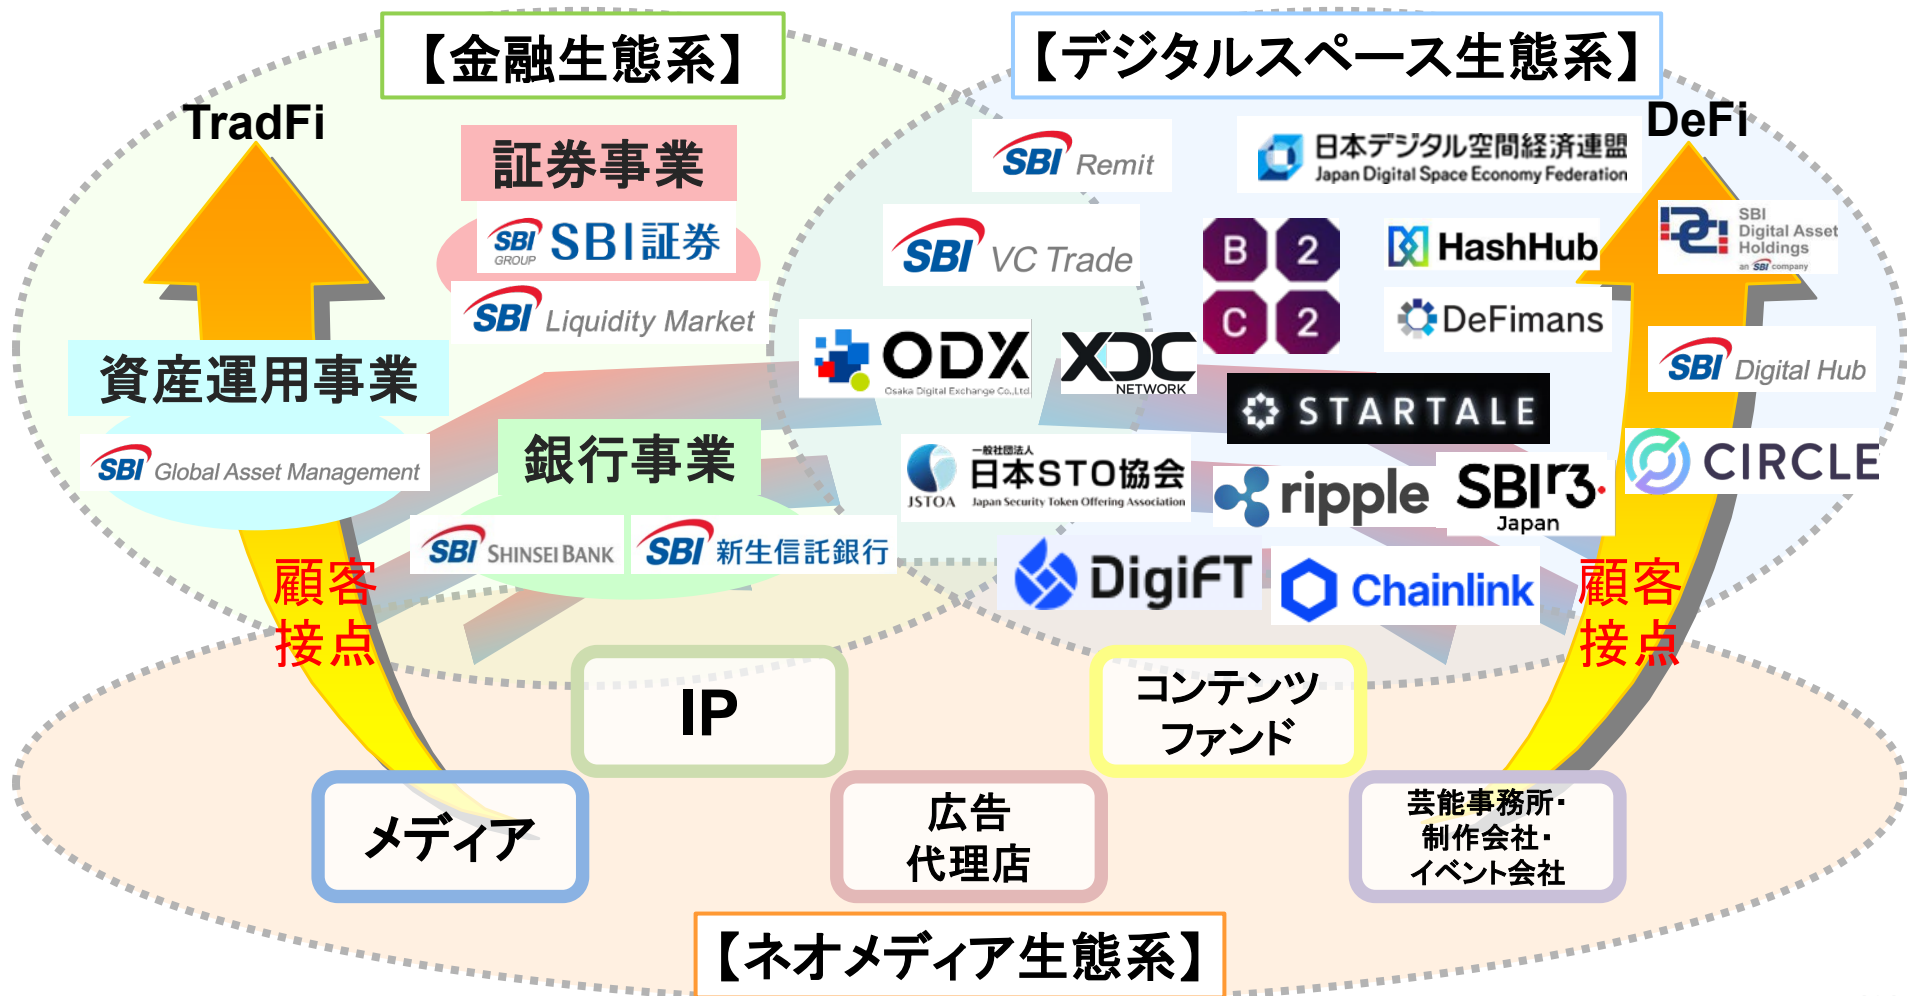 【金融生態系】
【デジタルスペース生態系】
TradFi
DeFi
証券事業
SBI
GROUP
SBI証券
SBI Liquidity Market
資産運用事業
SBI Global Asset Management
銀行事業
SBI SHINSEI BANK
SBI 新生信託銀行
顧客
接点
SBI Remit
日本デジタル空間経済連盟
Japan Digital Space Economy Federation
SBI VC Trade
B 2
C 2
HashHub
DeFimans
SBI
Digital Asset
Holdings
an SBI company
ODX
Osaka Digital Exchange Co.,Ltd
XDC
NETWORK
STARTALE
SBI Digital Hub
一般社団法人
日本STO協会
JSTOA
Japan Security Token Offering Association
ripple
SBI r3.
Japan
CIRCLE
DigiFT
Chainlink
顧客
接点
IP
コンテンツ
ファンド
メディア
広告
代理店
芸能事務所・
制作会社・
イベント会社
【ネオメディア生態系】